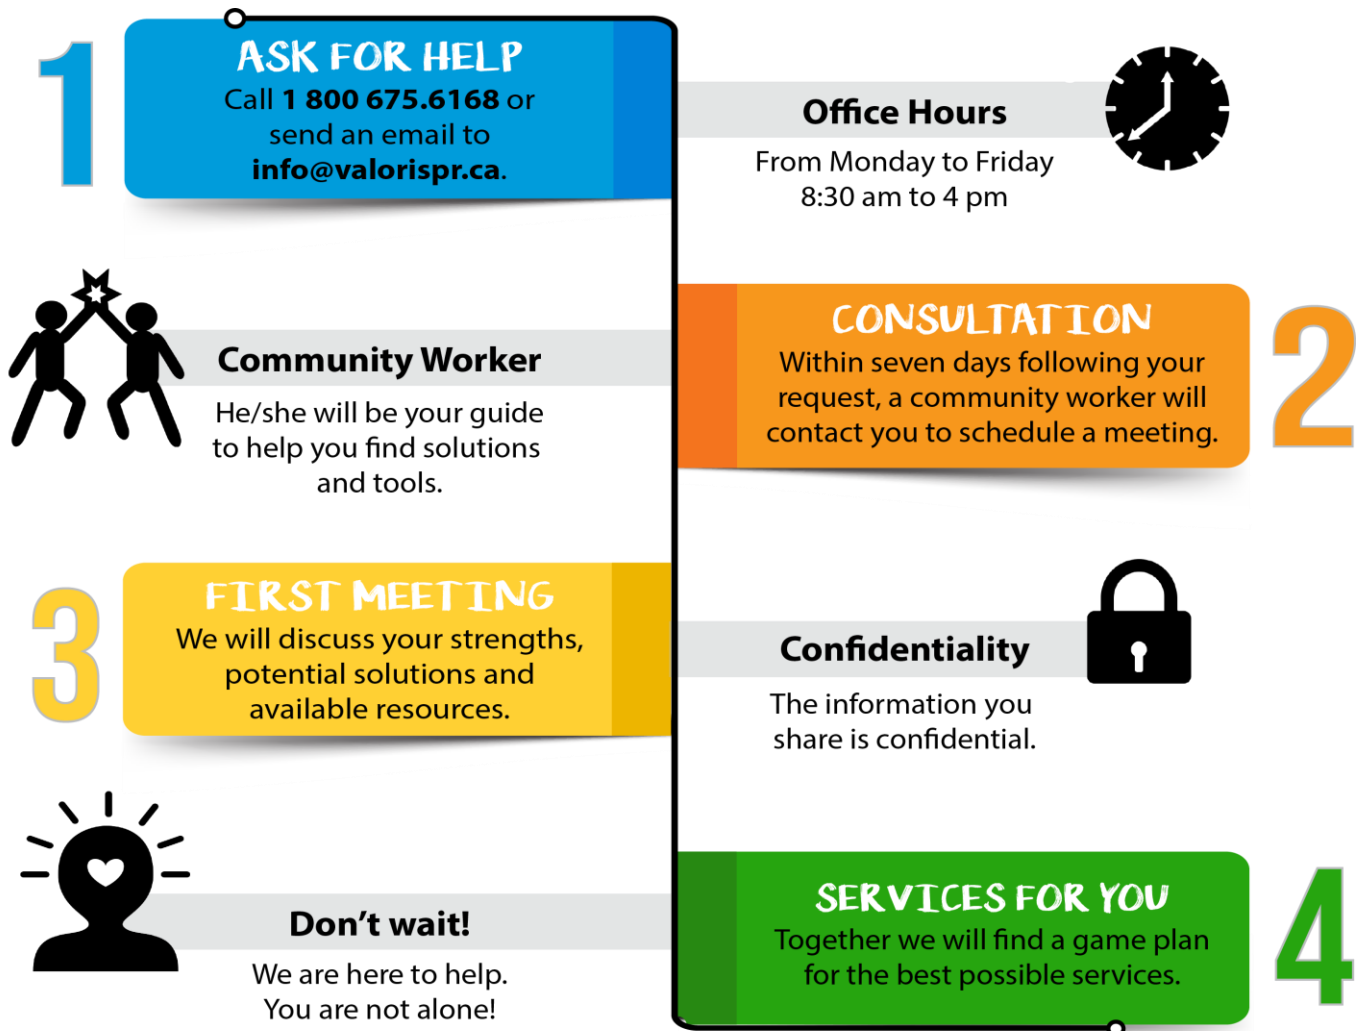 1
ASK FOR HELP
Call 1 800 675.6168 or
send an email to
info@valorispr.ca.
Office Hours
From Monday to Friday
8:30 am to 4 pm
Community Worker
He/she will be your guide
to help you find solutions
and tools.
2
CONSULTATION
Within seven days following your
request, a community worker will
contact you to schedule a meeting.
3
FIRST MEETING
We will discuss your strengths,
potential solutions and
available resources.
Confidentiality
The information you
share is confidential.
Don't wait!
We are here to help.
You are not alone!
4
SERVICES FOR YOU
Together we will find a game plan
for the best possible services.